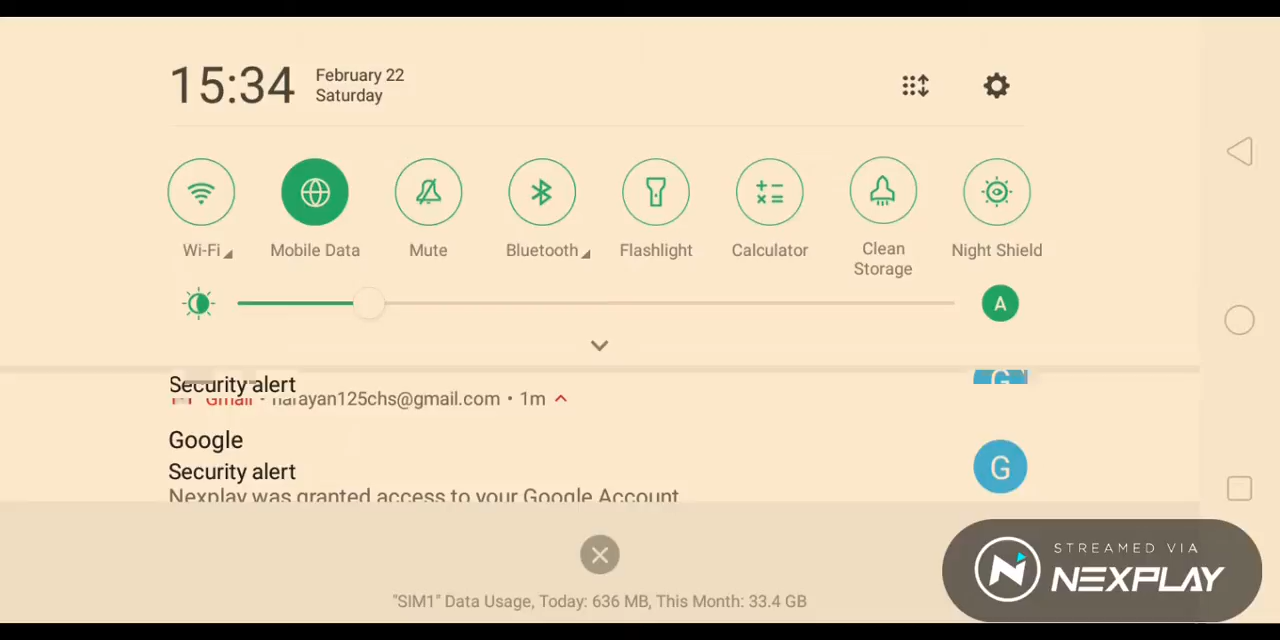 15:34
February 22
Saturday
Wi-Fi
Mobile Data
Mute
Bluetooth
Flashlight
Calculator
Clean
Storage
Night Shield
A
Security alert
G
Gmail · narayan125chs@gmail.com · 1m
Google
Security alert
G
Nexplay was granted access to your Google Account
STREAMED VIA
NEXPLAY
"SIM1" Data Usage, Today: 636 MB, This Month: 33.4 GB